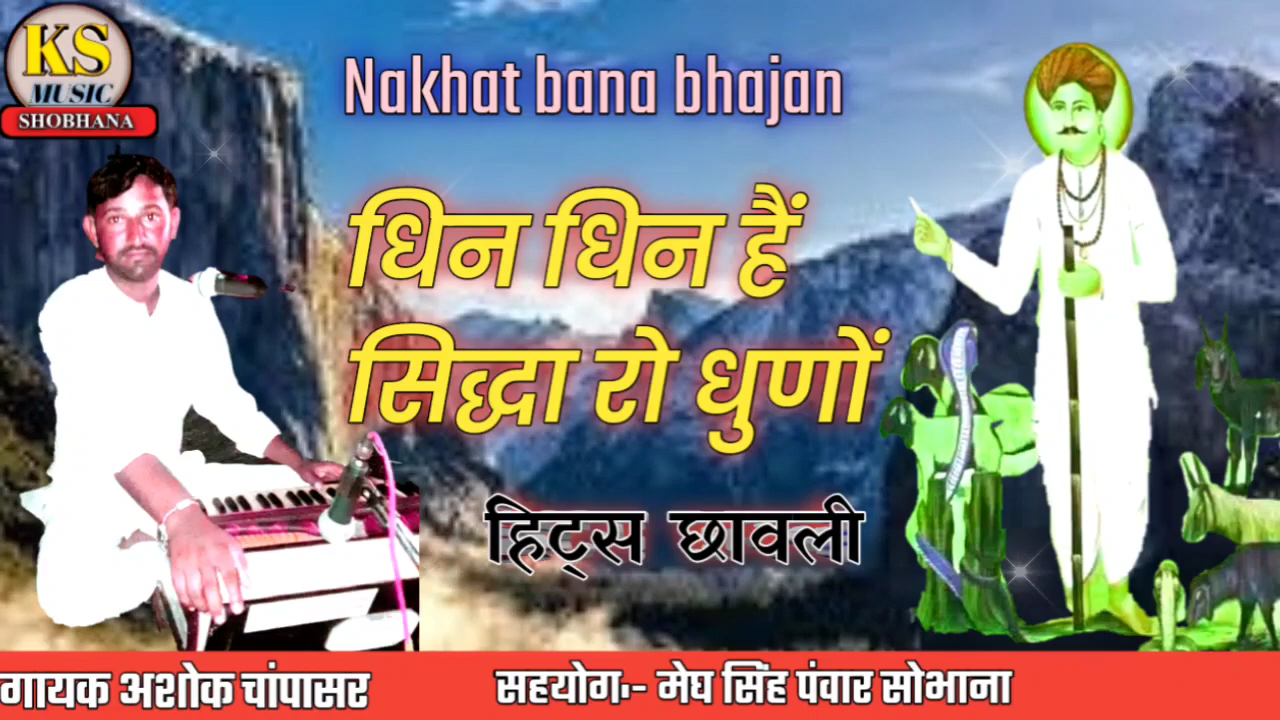 KS
MUSIC
SHOBHANA
Nakhat bana bhajan
धिन धिन हैं
सिद्धा रो धुणों
हिट्स छावली
गायक अशोक चांपासर
सहयोग:- मेघ सिंह पंवार सोभाना